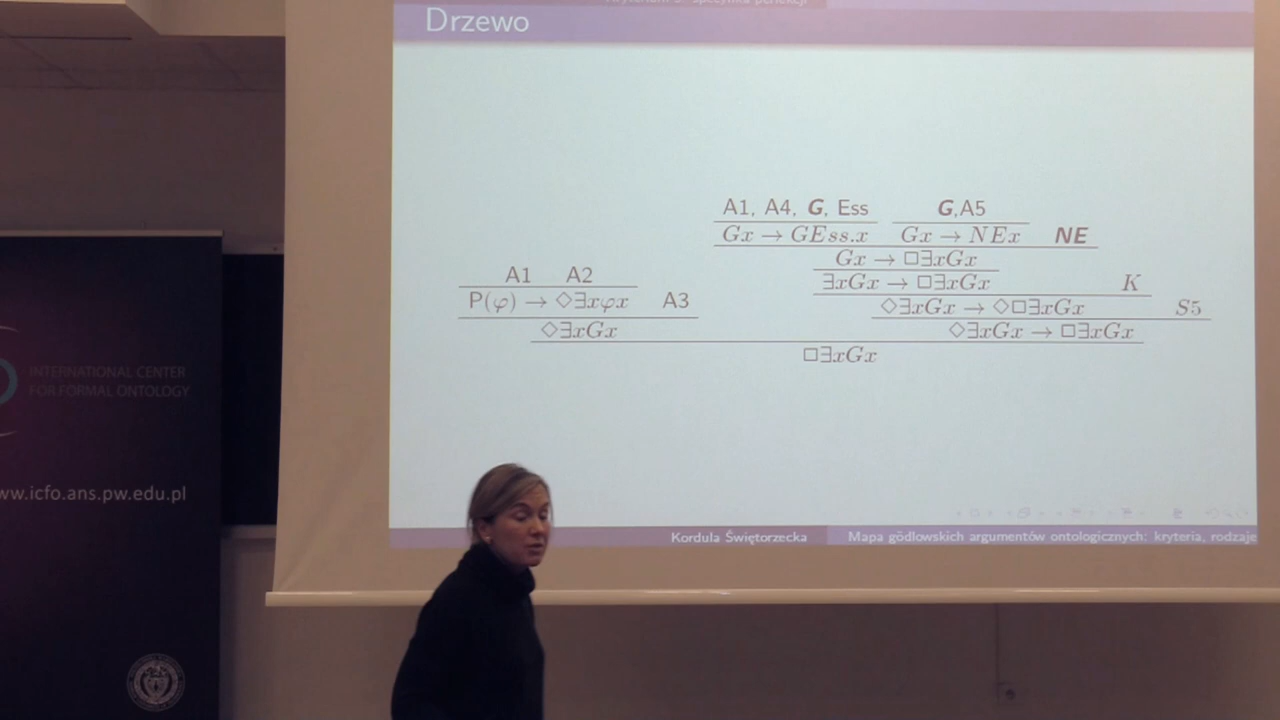 Drzewo
A1, A4, G, Ess G,A5
Gx → GEss.x Gx → NEx NE
Gx → □∃xGx
A1 A2
∃xGx → □∃xGx K
P(φ) → ◇∃xφx A3
◇∃xGx → ◇□∃xGx S5
◇∃xGx
◇∃xGx → □∃xGx
□∃xGx
INTERNATIONAL CENTER
FOR FORMAL ONTOLOGY
ww.icfo.ans.pw.edu.pl
Kordula Świętorzecka Mapa gödlowskich argumentów ontologicznych: kryteria, rodzaje